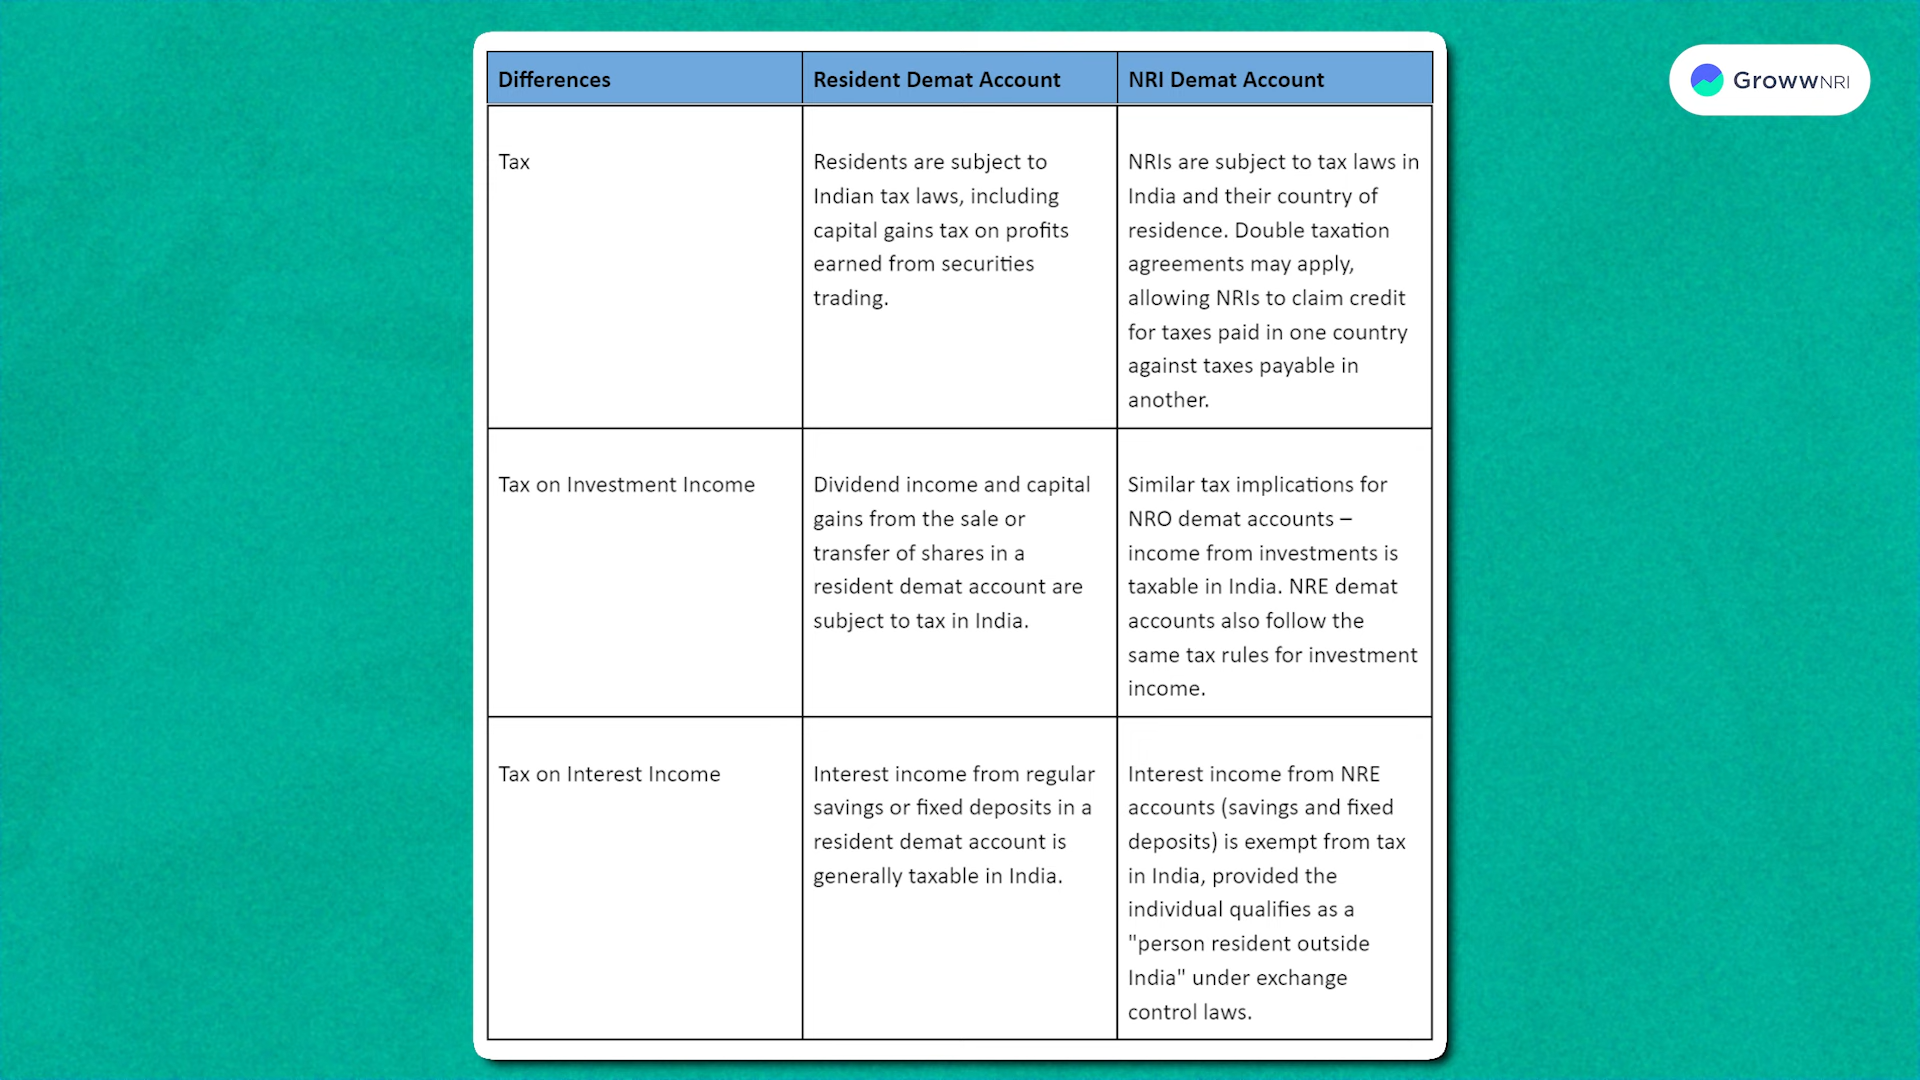 Differences
Resident Demat Account
NRI Demat Account
GrowwNRI
Tax
Residents are subject to
Indian tax laws, including
capital gains tax on profits
earned from securities
trading.
NRIs are subject to tax laws in
India and their country of
residence. Double taxation
agreements may apply,
allowing NRIs to claim credit
for taxes paid in one country
against taxes payable in
another.
Tax on Investment Income
Dividend income and capital
gains from the sale or
transfer of shares in a
resident demat account are
subject to tax in India.
Similar tax implications for
NRO demat accounts –
income from investments is
taxable in India. NRE demat
accounts also follow the
same tax rules for investment
income.
Tax on Interest Income
Interest income from regular
savings or fixed deposits in a
resident demat account is
generally taxable in India.
Interest income from NRE
accounts (savings and fixed
deposits) is exempt from tax
in India, provided the
individual qualifies as a
"person resident outside
India" under exchange
control laws.